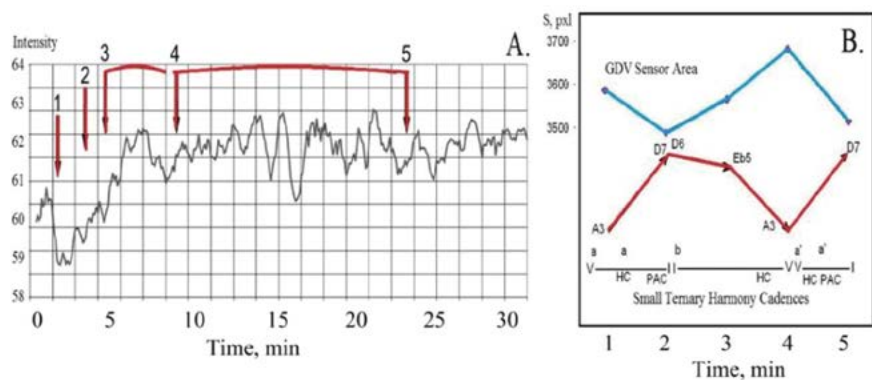 Intensity
A.
3 4 5
2
1
64
63
62
61
60
59
58
0 5 10 15 20 25 30
Time, min
B.
S, pxl
3700
3600
3500
GDV Sensor Area
D7 D6
Eb5
D7
A3
A3
a a b a' a'
V HC PAC I I HC V V HC PAC I
Small Ternary Harmony Cadences
1 2 3 4 5
Time, min